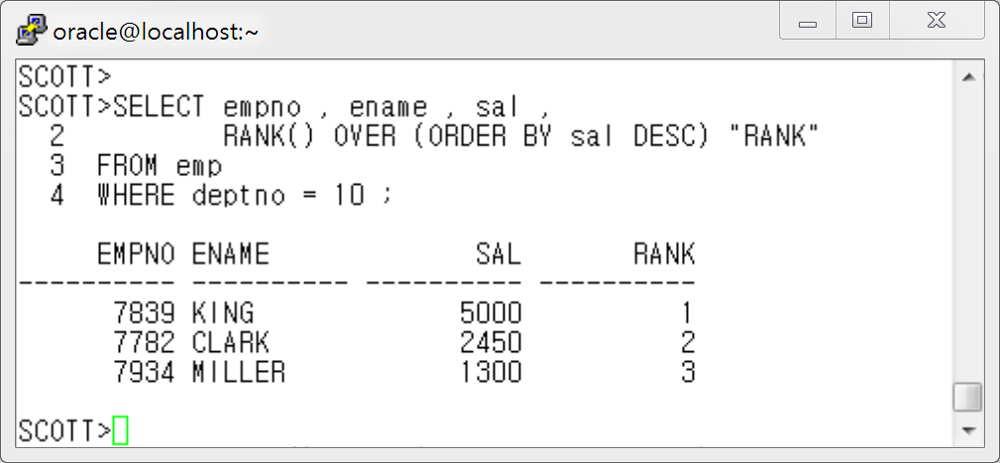 oracle@localhost:~
SCOTT>
SCOTT>SELECT empno , ename , sal ,
  2          RANK() OVER (ORDER BY sal DESC) "RANK"
  3  FROM emp
  4  WHERE deptno = 10 ;
     EMPNO ENAME             SAL       RANK
---------- ---------- ---------- ----------
      7839 KING             5000          1
      7782 CLARK            2450          2
      7934 MILLER           1300          3
SCOTT>